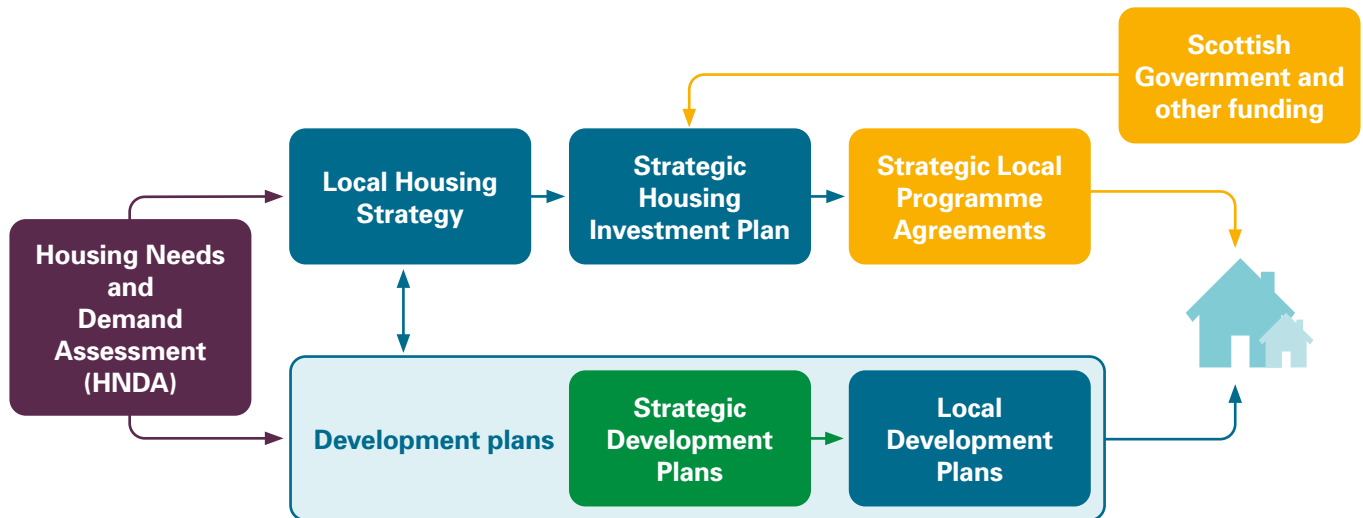 Scottish
Government and
other funding
Local Housing
Strategy
Strategic
Housing
Investment Plan
Strategic Local
Programme
Agreements
Housing Needs
and
Demand
Assessment
(HNDA)
Development plans
Strategic
Development
Plans
Local
Development
Plans